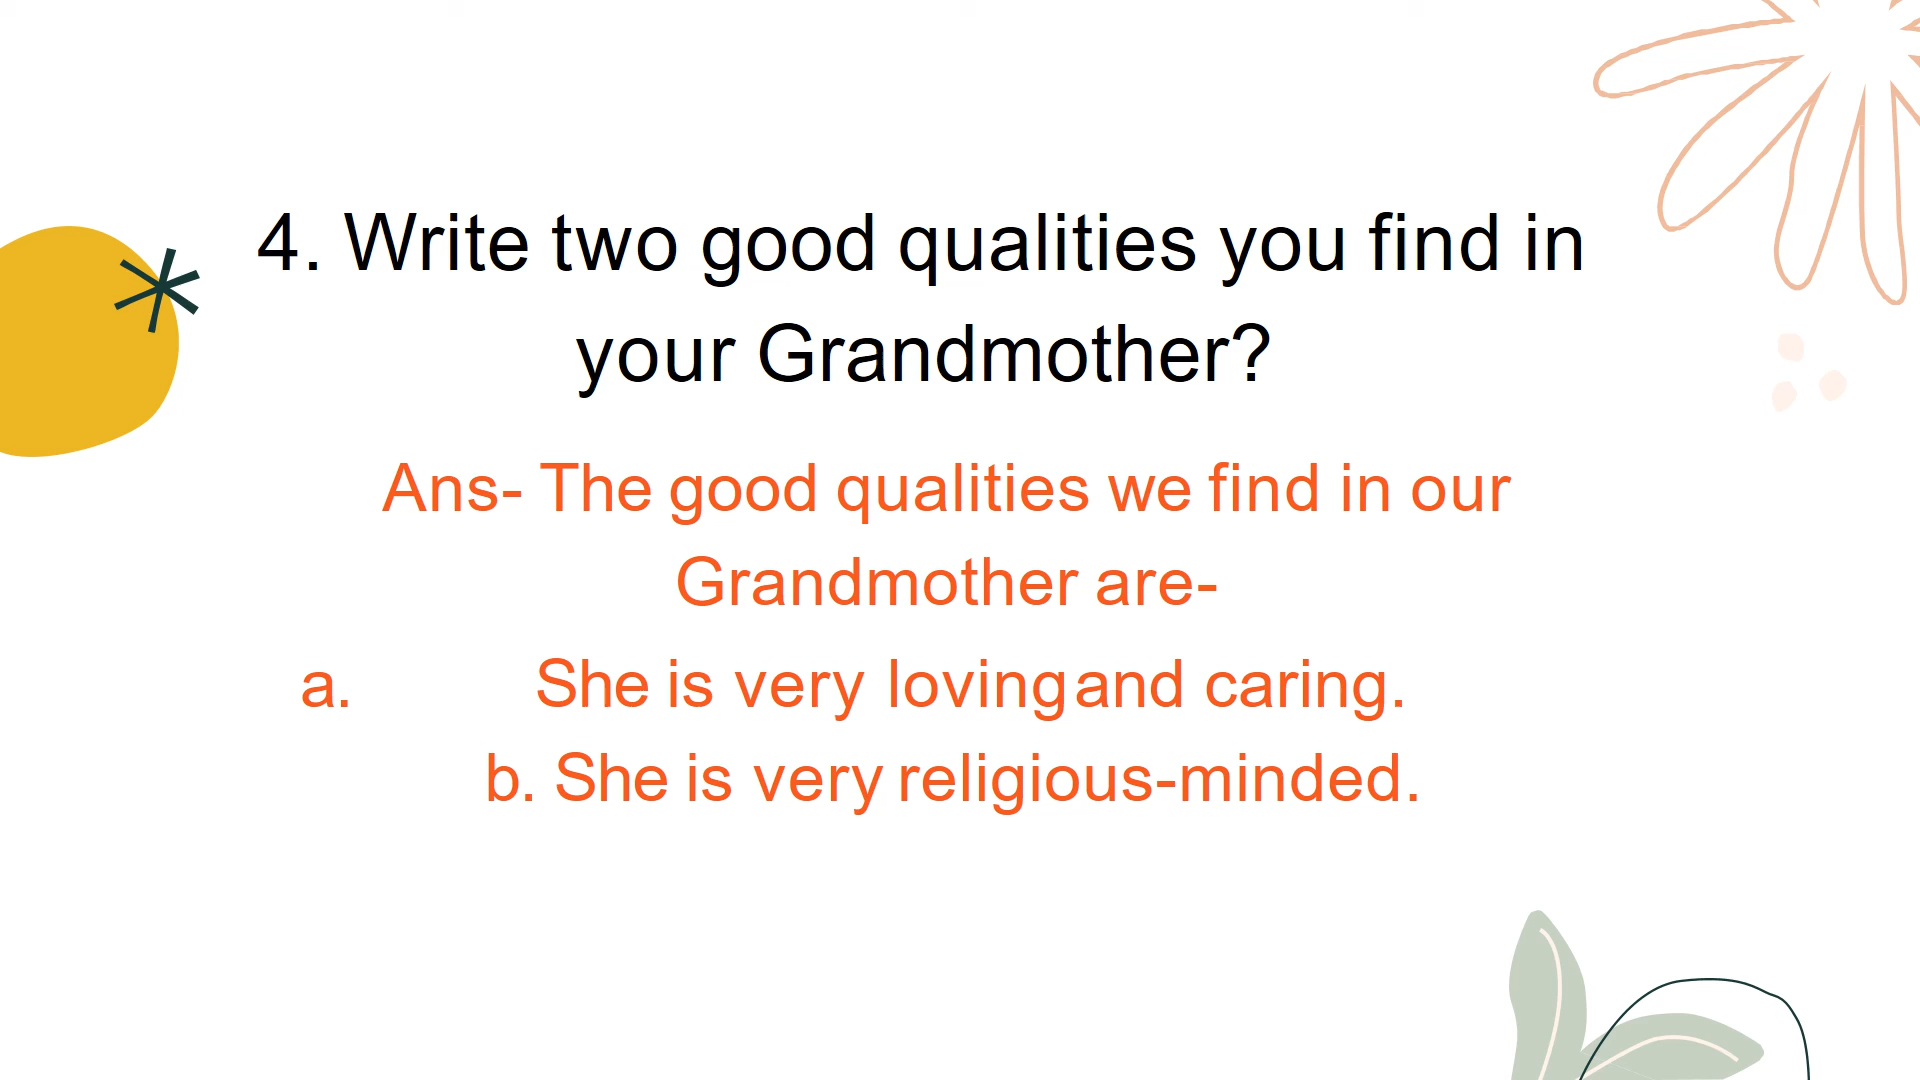 4. Write two good qualities you find in
your Grandmother?
Ans- The good qualities we find in our
Grandmother are-
a. She is very loving and caring.
b. She is very religious-minded.